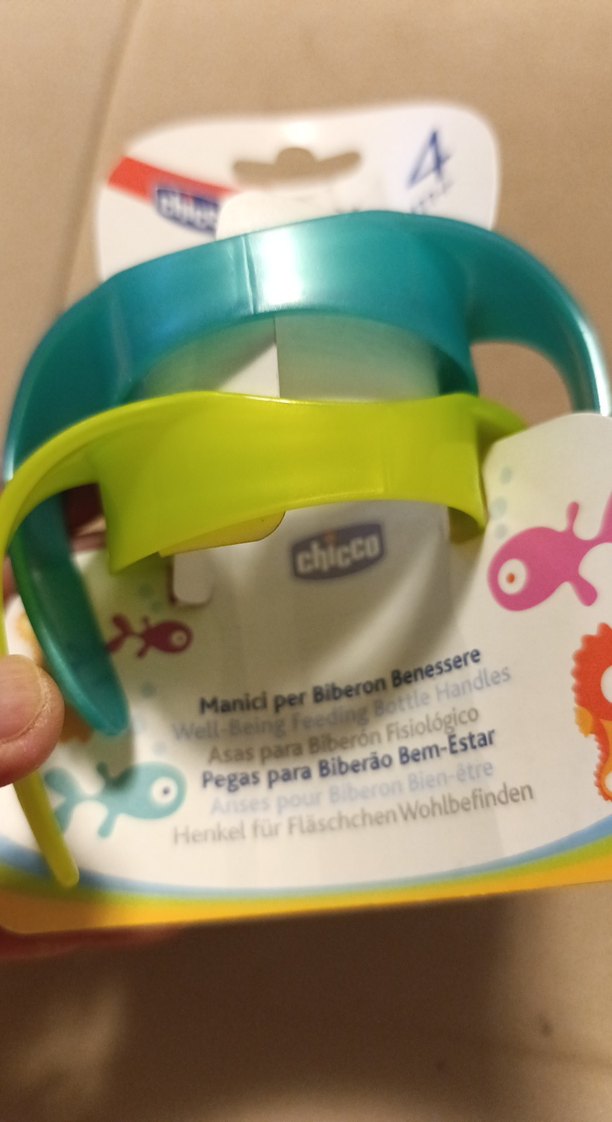 chicco
4
chicco
Manici per Biberon Benessere
Well-Being Feeding Bottle Handles
Asas para Biberón Fisiológico
Pegas para Biberão Bem-Estar
Anses pour Biberon Bien-être
Henkel für Fläschchen Wohlbefinden